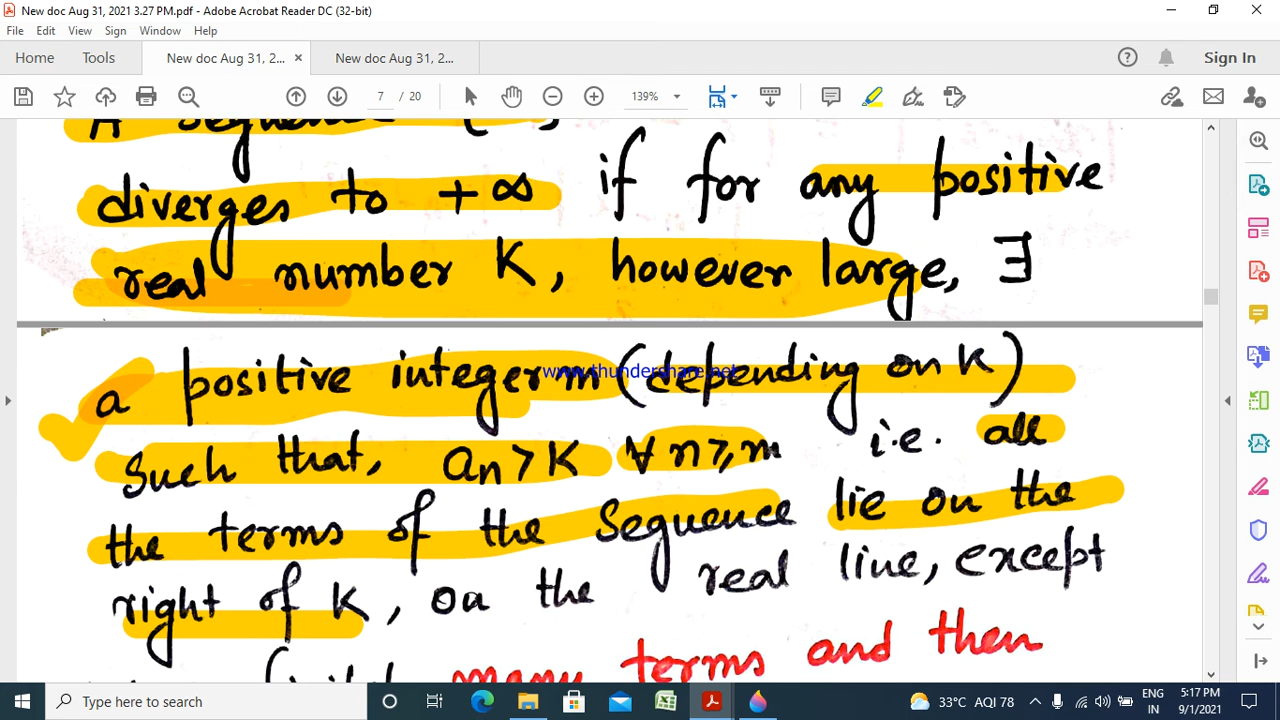 New doc Aug 31, 2021 3.27 PM.pdf - Adobe Acrobat Reader DC (32-bit)
File Edit View Sign Window Help
Home Tools New doc Aug 31, 2... × New doc Aug 31, 2... Sign In
7 / 20 139%
A sequence
diverges to +∞ if for any positive
real number K, however large, ∃
a positive integer m (depending on K)
www.thundershare.net
Such that, an > K ∀ n ≥ m i.e. all
the terms of the Sequence lie on the
right of K, on the real line, except
many terms and then
Type here to search 33°C AQI 78 ENG IN 5:17 PM 9/1/2021